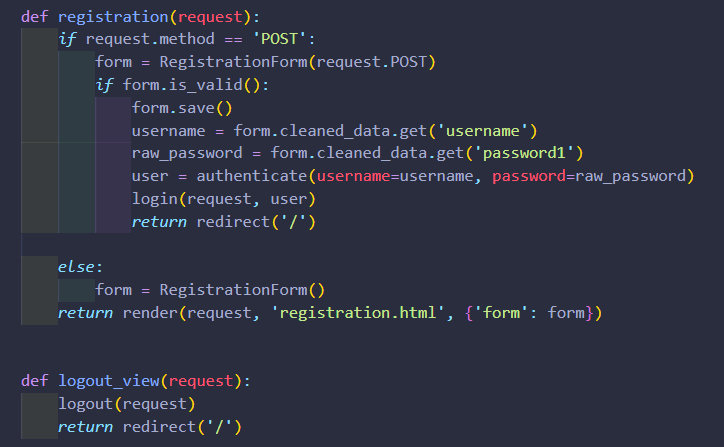 def registration(request):
    if request.method == 'POST':
        form = RegistrationForm(request.POST)
        if form.is_valid():
            form.save()
            username = form.cleaned_data.get('username')
            raw_password = form.cleaned_data.get('password1')
            user = authenticate(username=username, password=raw_password)
            login(request, user)
            return redirect('/')

    else:
        form = RegistrationForm()
    return render(request, 'registration.html', {'form': form})


def logout_view(request):
    logout(request)
    return redirect('/')